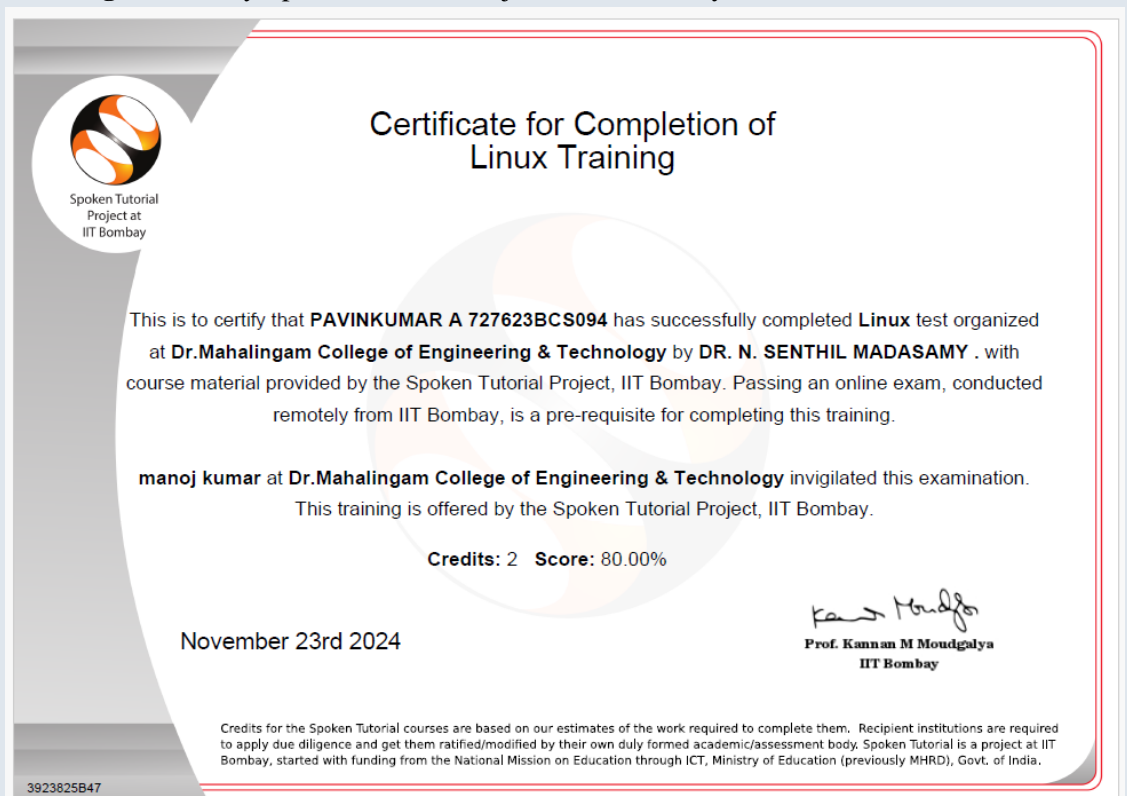 Certificate for Completion of
Linux Training
Spoken Tutorial
Project at
IIT Bombay
This is to certify that PAVINKUMAR A 727623BCS094 has successfully completed Linux test organized
at Dr.Mahalingam College of Engineering & Technology by DR. N. SENTHIL MADASAMY . with
course material provided by the Spoken Tutorial Project, IIT Bombay. Passing an online exam, conducted
remotely from IIT Bombay, is a pre-requisite for completing this training.
manoj kumar at Dr.Mahalingam College of Engineering & Technology invigilated this examination.
This training is offered by the Spoken Tutorial Project, IIT Bombay.
Credits: 2 Score: 80.00%
November 23rd 2024
Prof. Kannan M Moudgalya
IIT Bombay
Credits for the Spoken Tutorial courses are based on our estimates of the work required to complete them. Recipient institutions are required
to apply due diligence and get them ratified/modified by their own duly formed academic/assessment body. Spoken Tutorial is a project at IIT
Bombay, started with funding from the National Mission on Education through ICT, Ministry of Education (previously MHRD), Govt. of India.
3923825B47